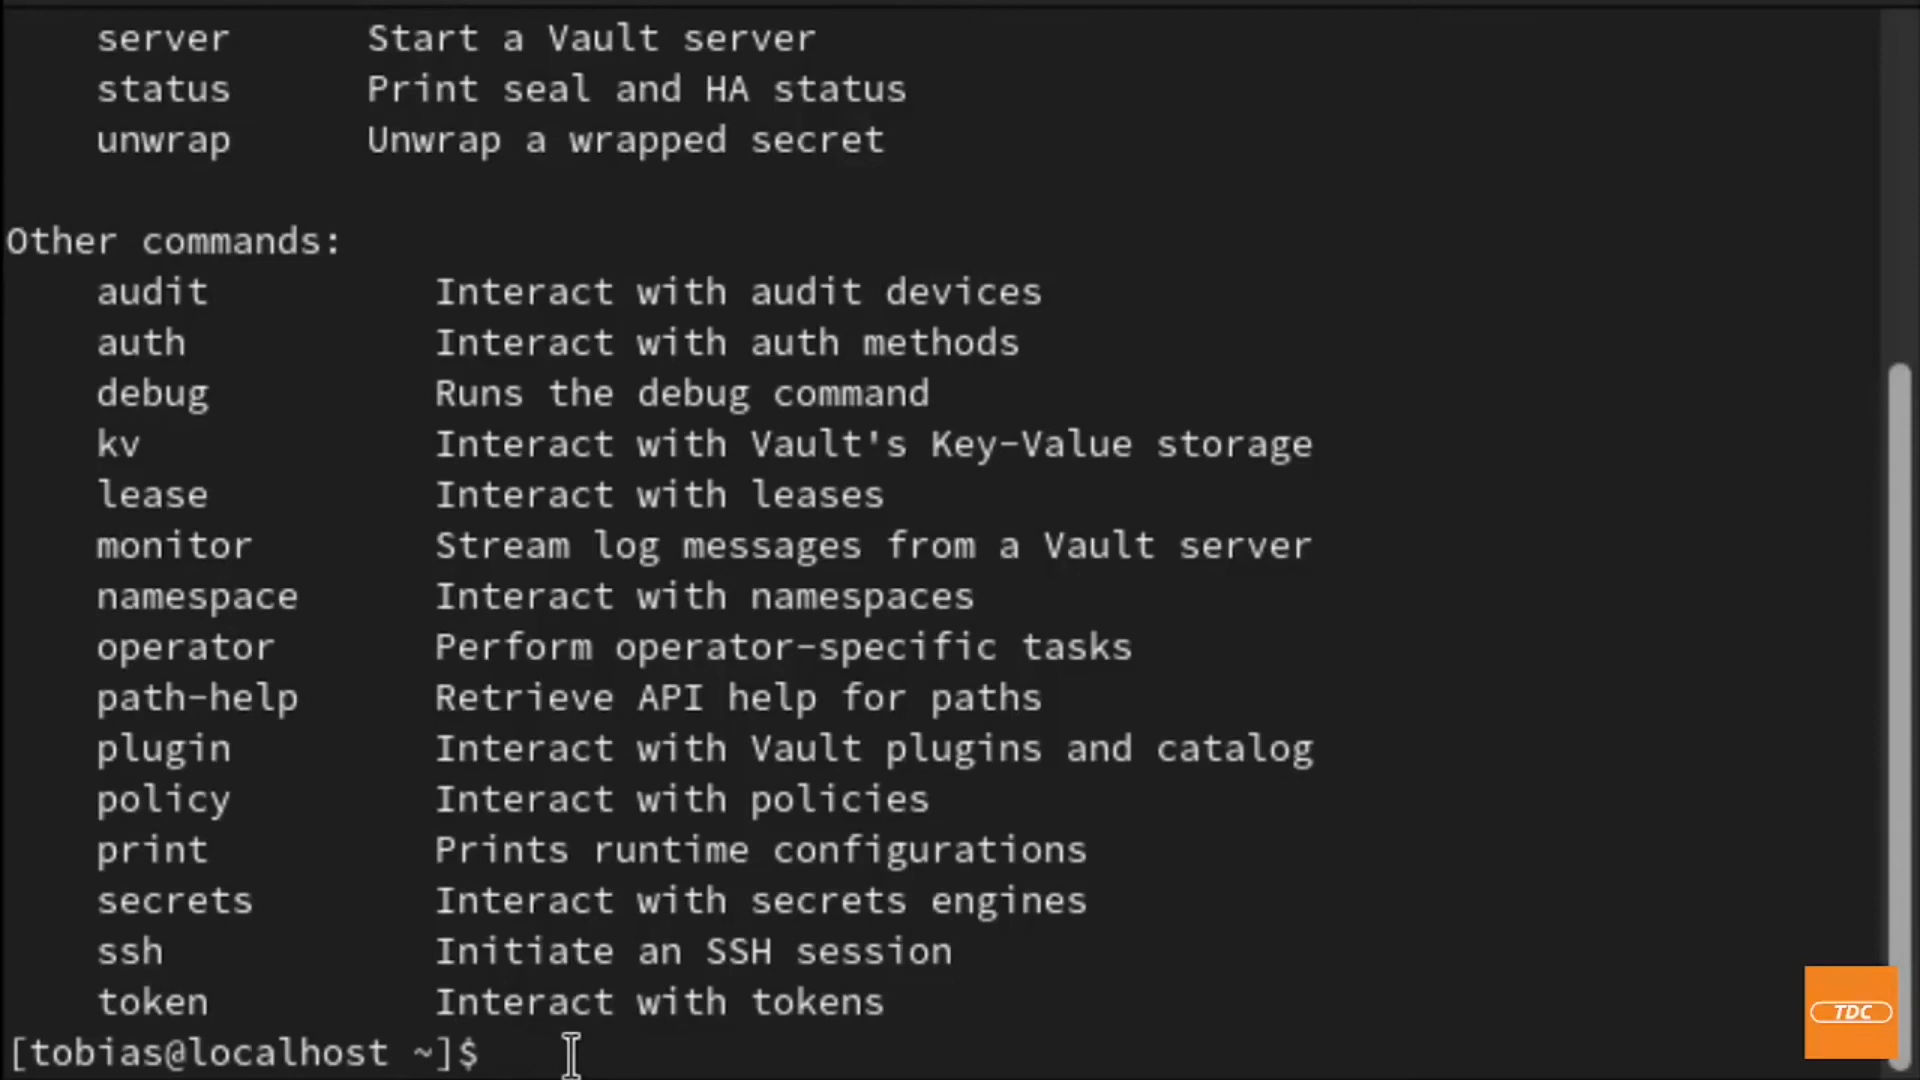 server      Start a Vault server
status      Print seal and HA status
unwrap      Unwrap a wrapped secret
Other commands:
audit          Interact with audit devices
auth           Interact with auth methods
debug          Runs the debug command
kv             Interact with Vault's Key-Value storage
lease          Interact with leases
monitor        Stream log messages from a Vault server
namespace      Interact with namespaces
operator       Perform operator-specific tasks
path-help      Retrieve API help for paths
plugin         Interact with Vault plugins and catalog
policy         Interact with policies
print          Prints runtime configurations
secrets        Interact with secrets engines
ssh            Initiate an SSH session
token          Interact with tokens
[tobias@localhost ~]$
TDC